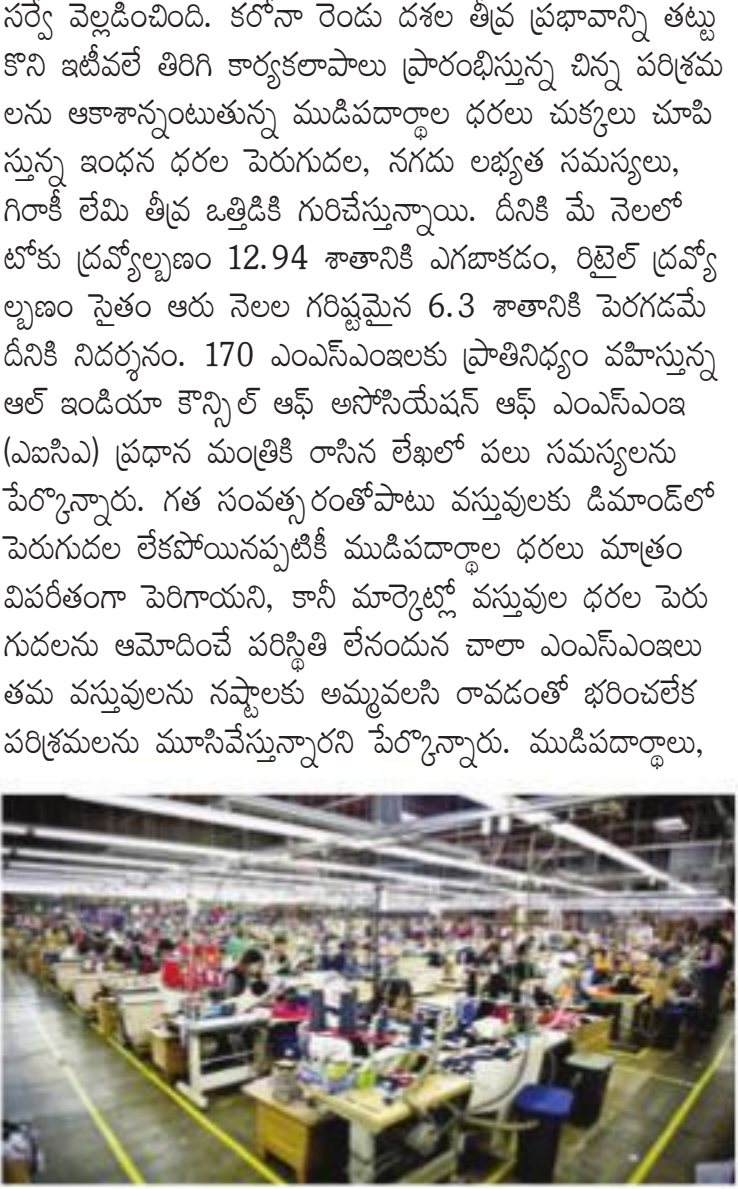 సర్వే వెల్లడించింది. కరోనా రెండు దశల తీవ్ర ప్రభావాన్ని తట్టు
కొని ఇటీవలే తిరిగి కార్యకలాపాలు ప్రారంభిస్తున్న చిన్న పరిశ్రమ
లను ఆకాశాన్నంటుతున్న ముడిపదార్థాల ధరలు చుక్కలు చూపి
స్తున్న ఇంధన ధరల పెరుగుదల, నగదు లభ్యత సమస్యలు,
గిరాకీ లేమి తీవ్ర ఒత్తిడికి గురిచేస్తున్నాయి. దీనికి మే నెలలో
టోకు ద్రవ్యోల్బణం 12.94 శాతానికి ఎగబాకడం, రిటైల్ ద్రవ్యో
ల్బణం సైతం ఆరు నెలల గరిష్టమైన 6.3 శాతానికి పెరగడమే
దీనికి నిదర్శనం. 170 ఎంఎస్ఎంఇలకు ప్రాతినిధ్యం వహిస్తున్న
ఆల్ ఇండియా కౌన్సిల్ ఆఫ్ అసోసియేషన్ ఆఫ్ ఎంఎస్ఎంఇ
(ఎఐసిఎ) ప్రధాన మంత్రికి రాసిన లేఖలో పలు సమస్యలను
పేర్కొన్నారు. గత సంవత్సరంతోపాటు వస్తువులకు డిమాండ్‌లో
పెరుగుదల లేకపోయినప్పటికీ ముడిపదార్థాల ధరలు మాత్రం
విపరీతంగా పెరిగాయని, కానీ మార్కెట్లో వస్తువుల ధరల పెరు
గుదలను ఆమోదించే పరిస్థితి లేనందున చాలా ఎంఎస్ఎంఇలు
తమ వస్తువులను నష్టాలకు అమ్మవలసి రావడంతో భరించలేక
పరిశ్రమలను మూసివేస్తున్నారని పేర్కొన్నారు. ముడిపదార్థాలు,